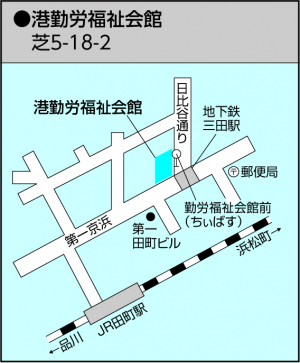 ●港勤労福祉会館
芝5-18-2
日比谷通り
港勤労福祉会館
地下鉄
三田駅
〒郵便局
勤労福祉会館前
（ちぃばす）
第一京浜
第一
田町ビル
浜松町
JR田町駅
品川